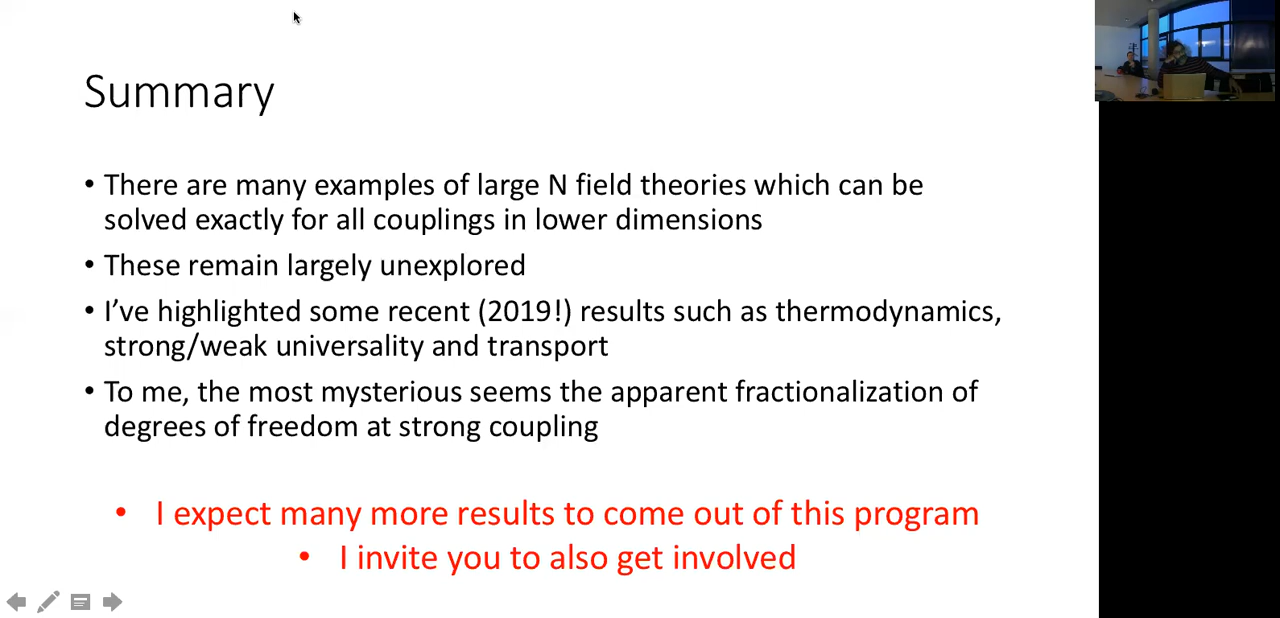 Summary
• There are many examples of large N field theories which can be
solved exactly for all couplings in lower dimensions
• These remain largely unexplored
• I’ve highlighted some recent (2019!) results such as thermodynamics,
strong/weak universality and transport
• To me, the most mysterious seems the apparent fractionalization of
degrees of freedom at strong coupling
• I expect many more results to come out of this program
• I invite you to also get involved